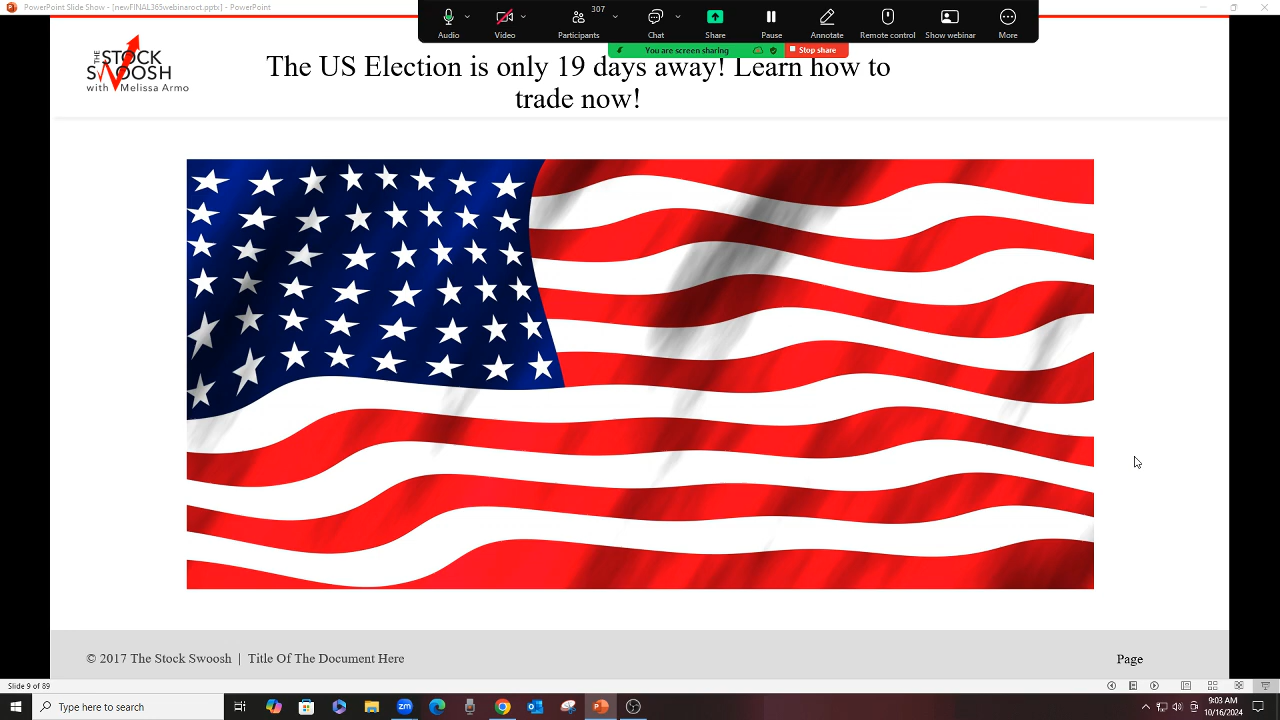 PowerPoint Slide Show - [newFINAL365webinaroct.pptx] - PowerPoint
307
Audio Video Participants Chat Share Pause Annotate Remote control Show webinar More
You are screen sharing Stop share
THE STOCK
SWOOSH
with Melissa Armo
The US Election is only 19 days away! Learn how to
trade now!
© 2017 The Stock Swoosh | Title Of The Document Here
Page
Slide 9 of 89
Type here to search
9:03 AM
10/16/2024